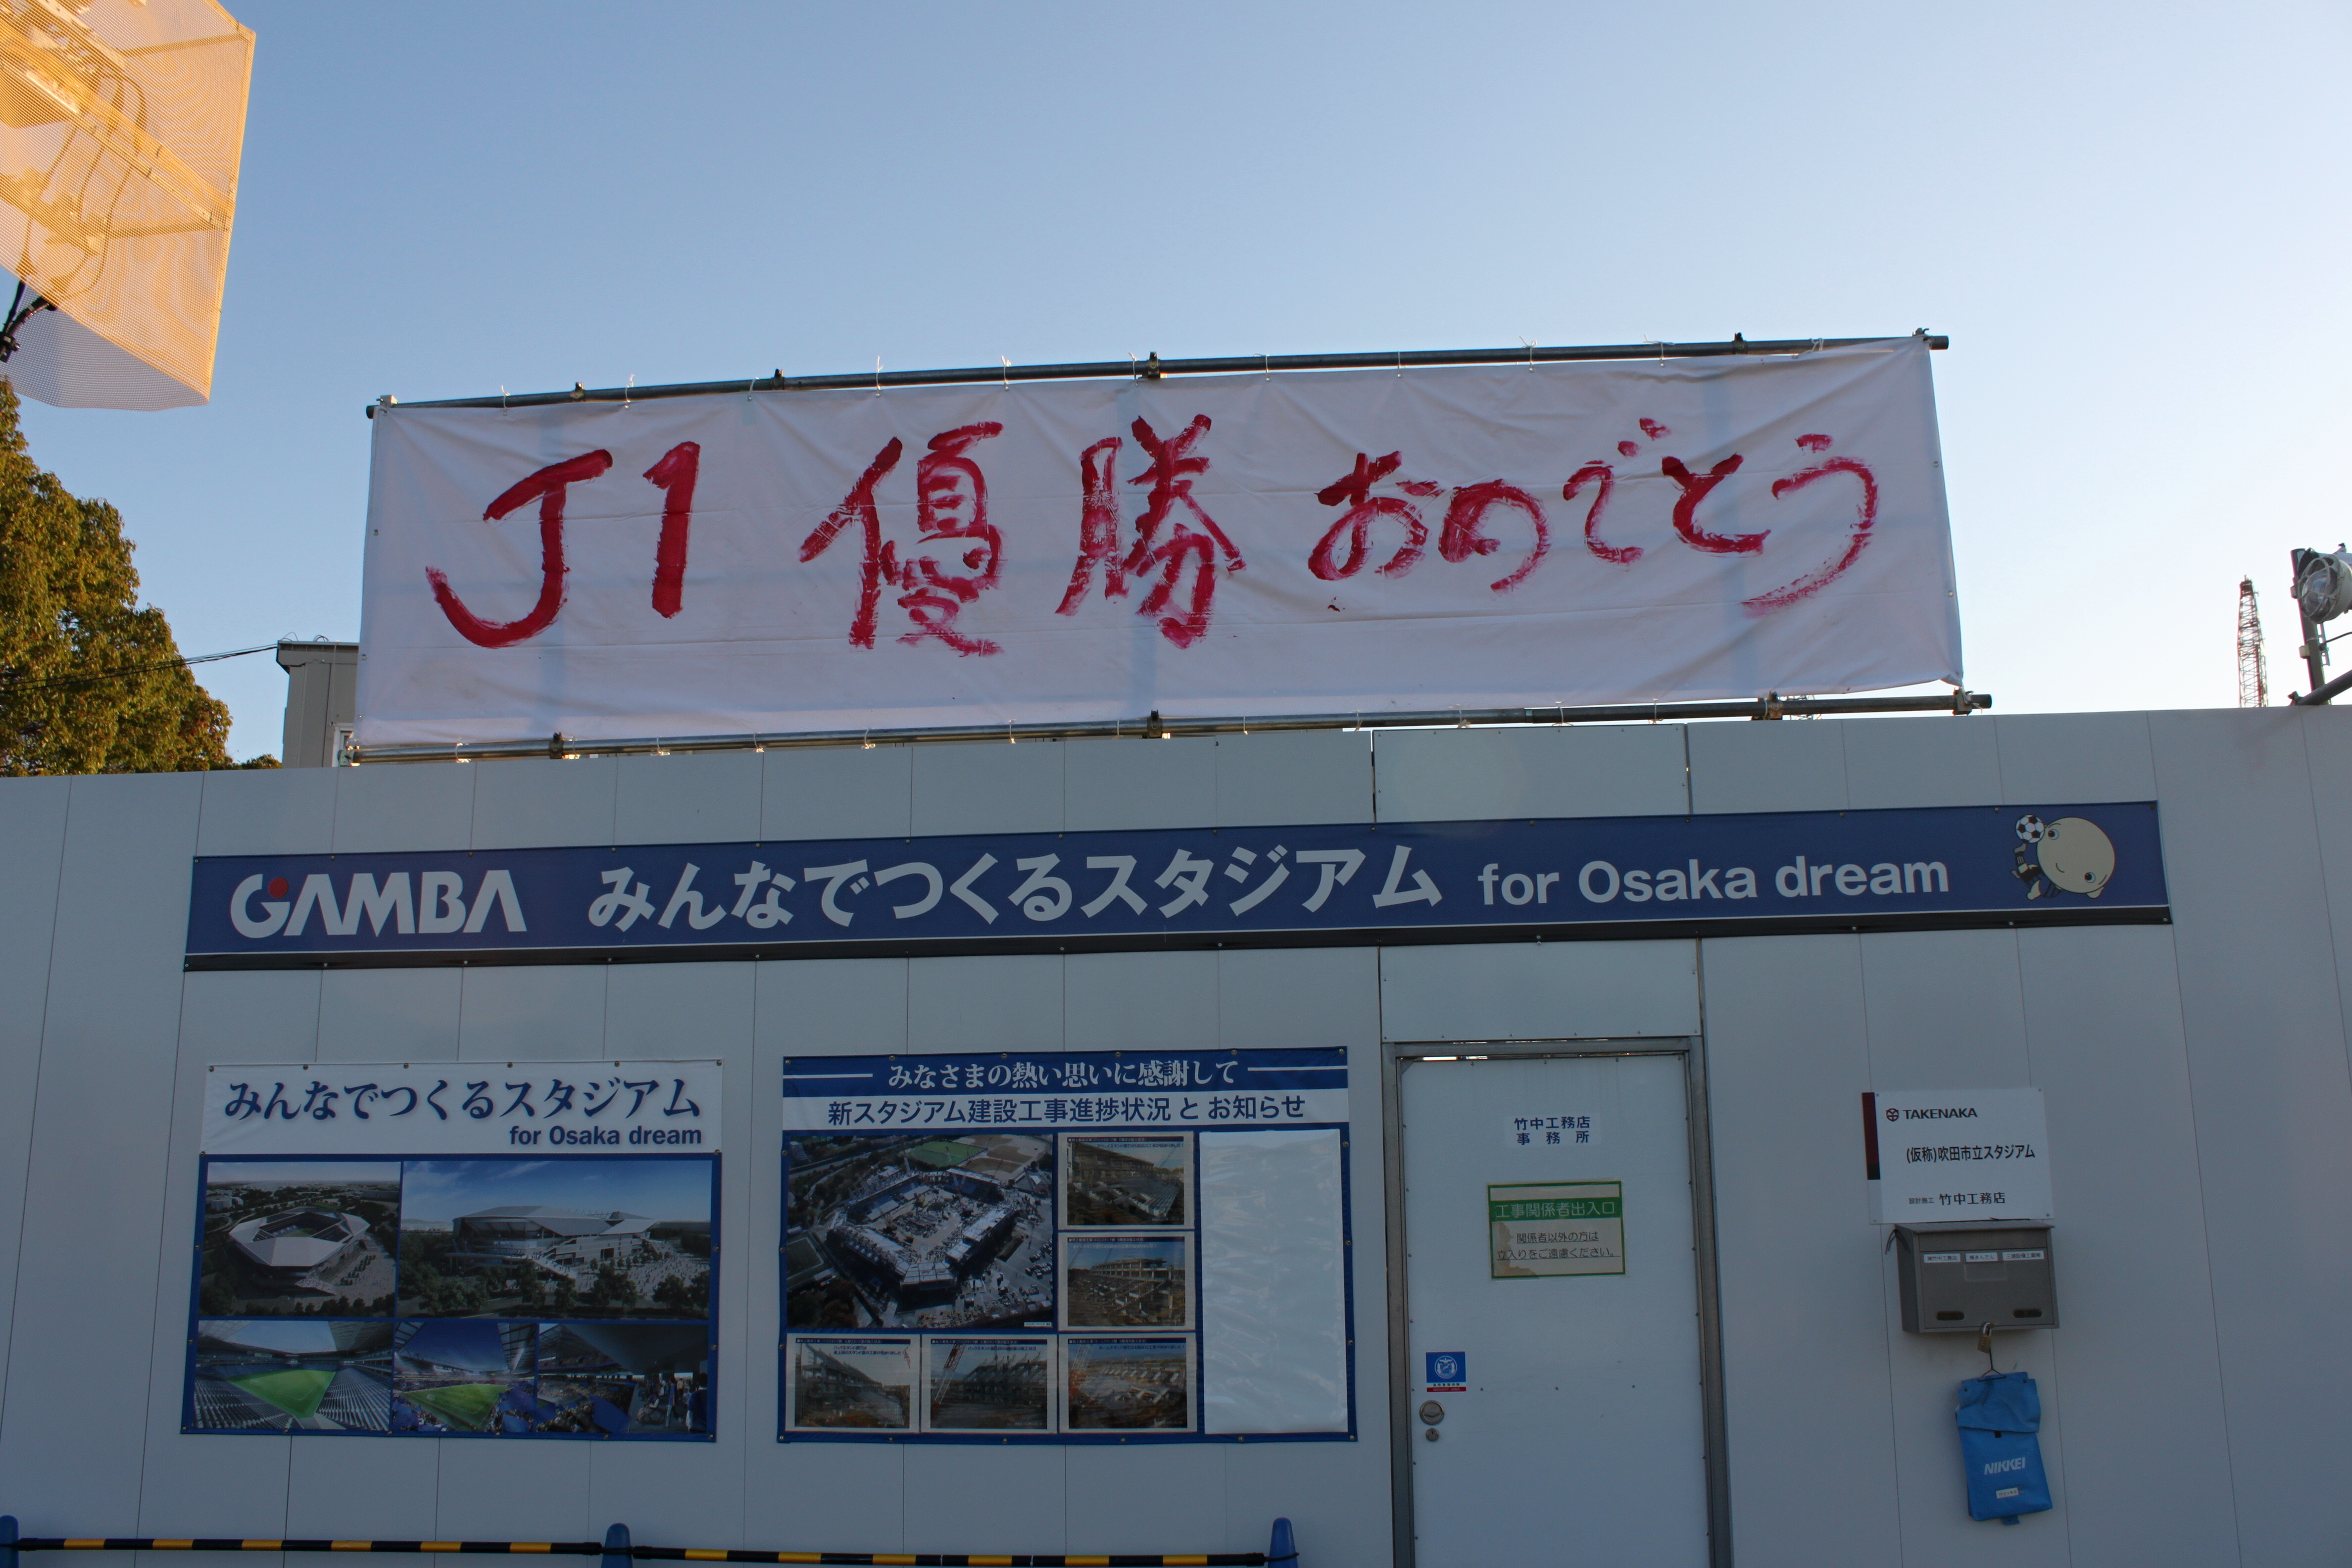 J1 優勝 おめでとう
GAMBA みんなでつくるスタジアム for Osaka dream
みんなでつくるスタジアム
for Osaka dream
みなさまの熱い思いに感謝して
新スタジアム建設工事進捗状況 と お知らせ
竹中工務店
事務所
工事関係者出入口
関係者以外の方は
立入りをご遠慮ください。
TAKENAKA
(仮称)吹田市立スタジアム
設計施工 竹中工務店
NIKKEI